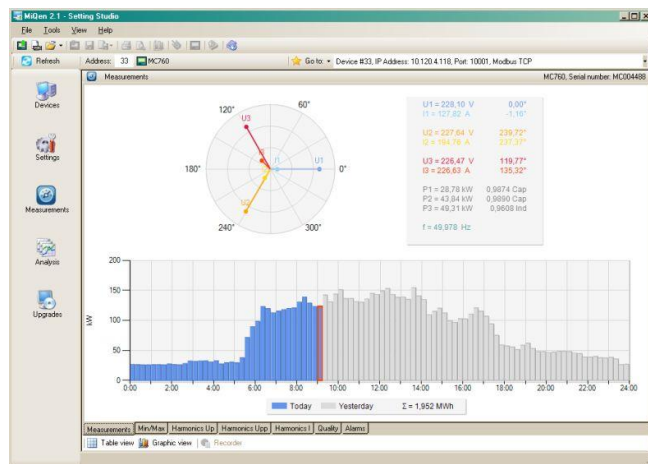 MiQen 2.1 - Setting Studio
File Tools View Help
Refresh Address: 33 MC760 Go to: Device #33, IP Address: 10.120.4.118, Port: 10001, Modbus TCP
Measurements MC760, Serial number: MC004488
Devices
Settings
Measurements
Analysis
Upgrades
120° 60°
U3
I1 U1
180° 0°
240° 300°
U1 = 228,10 V 0,00°
I1 = 127,82 A -1,10°
U2 = 227,64 V 239,72°
237,37°
U3 = 226,47 V 119,77°
I3 = 226,63 A 135,32°
P1 = 28,78 kW 0,9874 Cap
P2 = 43,84 kW 0,9890 Cap
P3 = 49,31 kW 0,9608 Ind
f = 49,978 Hz
200
150
100
50
0
kW
0:00 2:00 4:00 6:00 8:00 10:00 12:00 14:00 16:00 18:00 20:00 22:00 24:00
Today Yesterday Σ = 1,952 MWh
Measurements Min/Max Harmonics Up Harmonics Upp Harmonics I Quality Alarms
Table view Graphic view Recorder